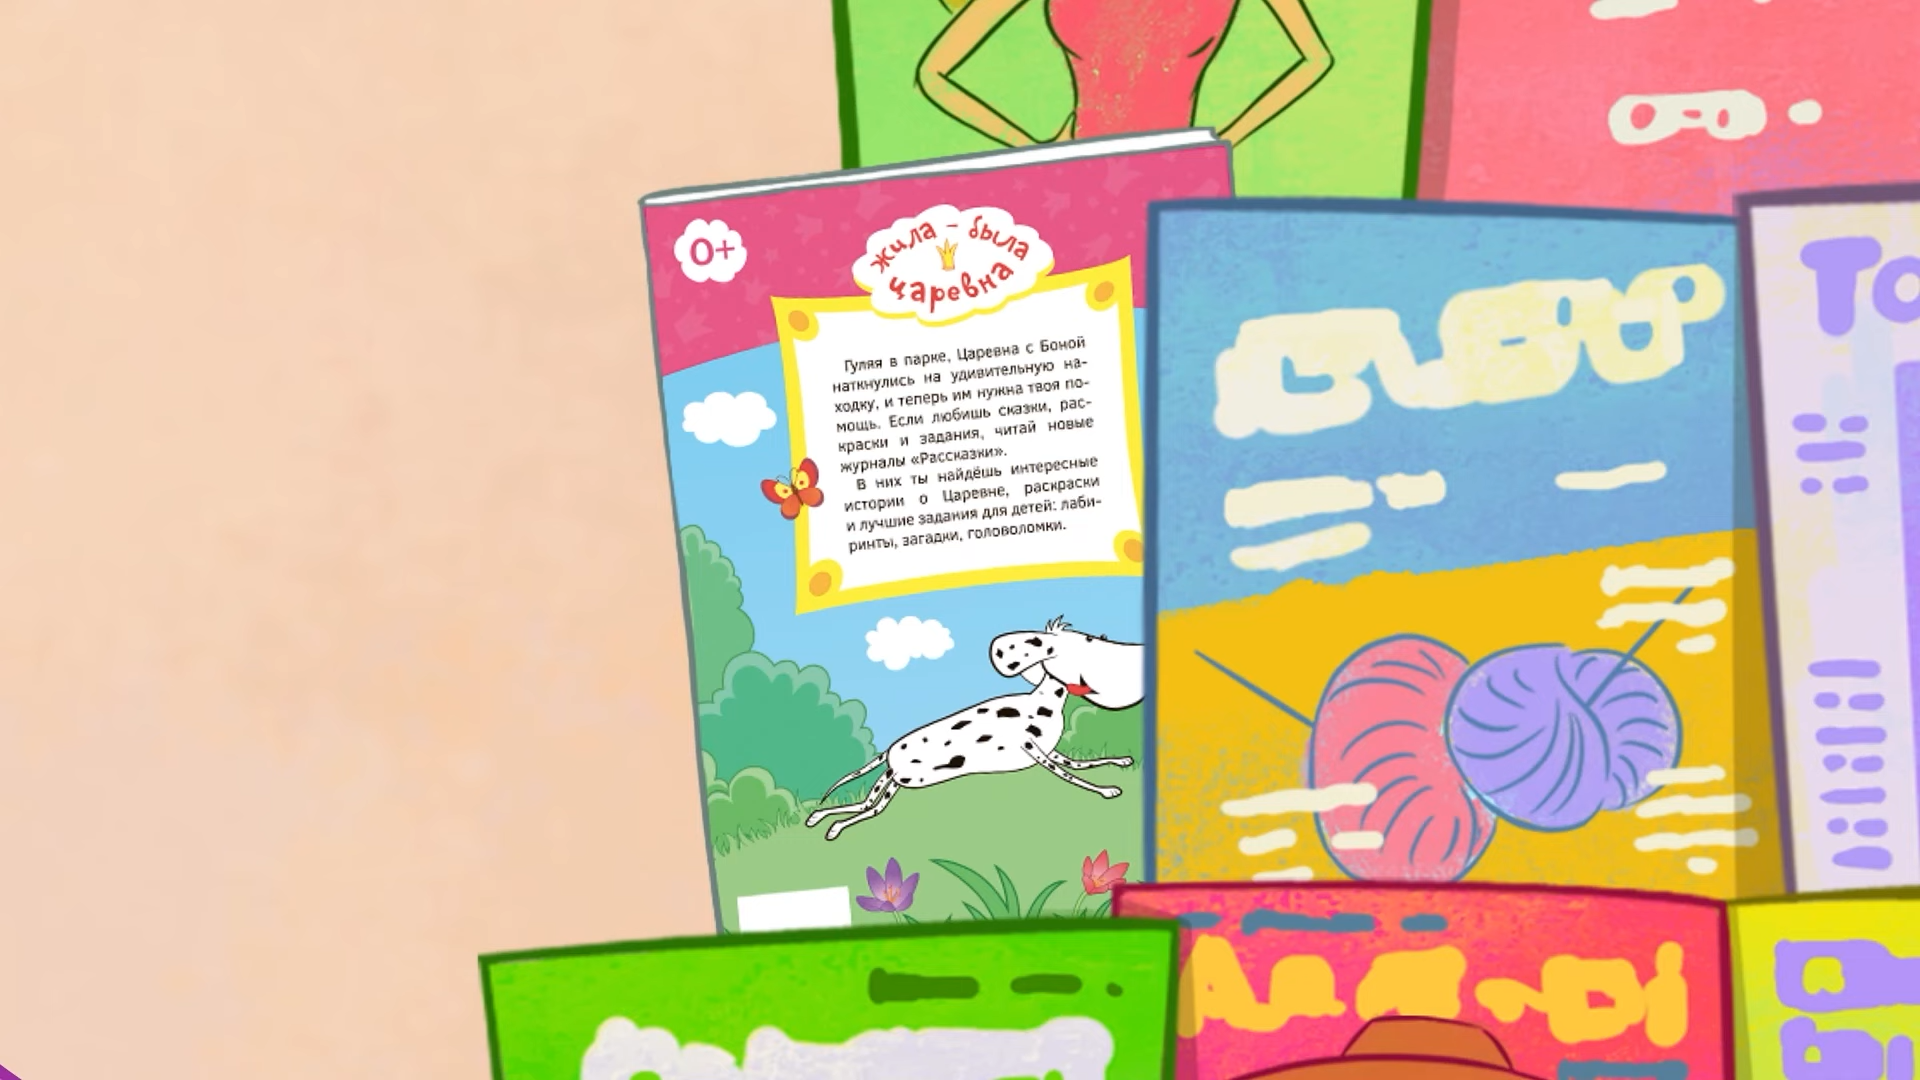 0+
жила - была
царевна
Гуляя в парке, Царевна с Боной
наткнулись на удивительную на-
ходку, и теперь им нужна твоя по-
мощь. Если любишь сказки, рас-
краски и задания, читай новые
журналы «Рассказки».
В них ты найдёшь интересные
истории о Царевне, раскраски
и лучшие задания для детей: лаби-
ринты, загадки, головоломки.
То